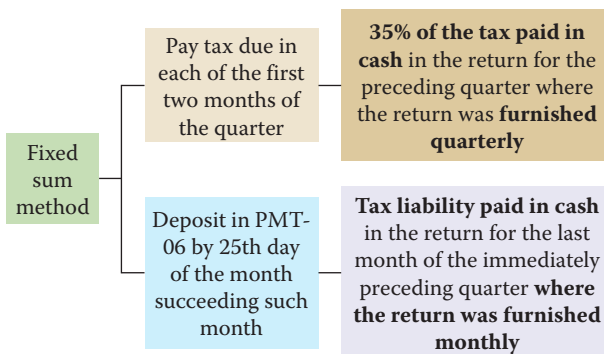 Fixed
sum
method
Pay tax due in
each of the first
two months of
the quarter
35% of the tax paid in
cash in the return for the
preceding quarter where
the return was furnished
quarterly
Deposit in PMT-
06 by 25th day
of the month
succeeding such
month
Tax liability paid in cash
in the return for the last
month of the immediately
preceding quarter where
the return was furnished
monthly